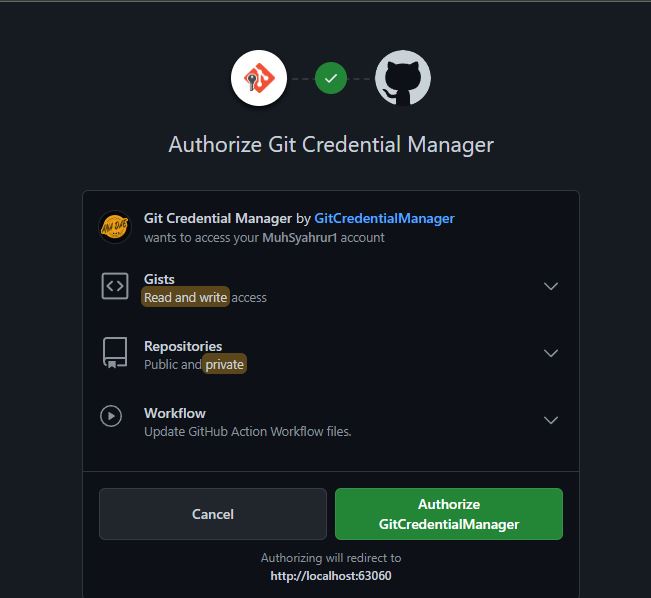 Authorize Git Credential Manager
Git Credential Manager by GitCredentialManager
wants to access your MuhSyahrur1 account
Gists
Read and write access
Repositories
Public and private
Workflow
Update GitHub Action Workflow files.
Cancel
Authorize
GitCredentialManager
Authorizing will redirect to
http://localhost:63060